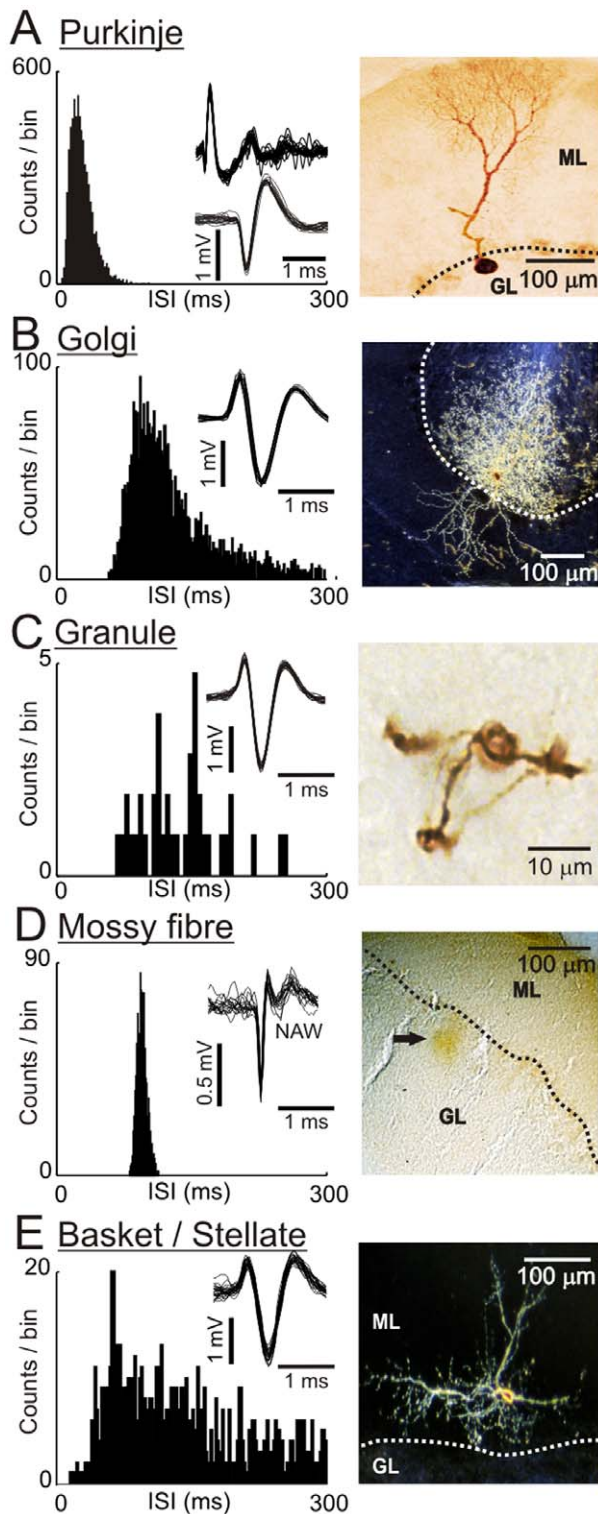 A Purkinje
600
Counts / bin
0
ISI (ms)
300
1 mV
1 ms
ML
GL
100 μm
B Golgi
100
Counts / bin
0
0
ISI (ms)
300
1 mV
1 ms
100 μm
C Granule
5
Counts / bin
0
0
ISI (ms)
300
1 mV
1 ms
10 μm
D Mossy fibre
90
Counts / bin
0
0
ISI (ms)
300
NAW
0.5 mV
1 ms
100 μm
ML
GL
E Basket / Stellate
20
Counts / bin
0
0
ISI (ms)
300
1 mV
1 ms
100 μm
ML
GL